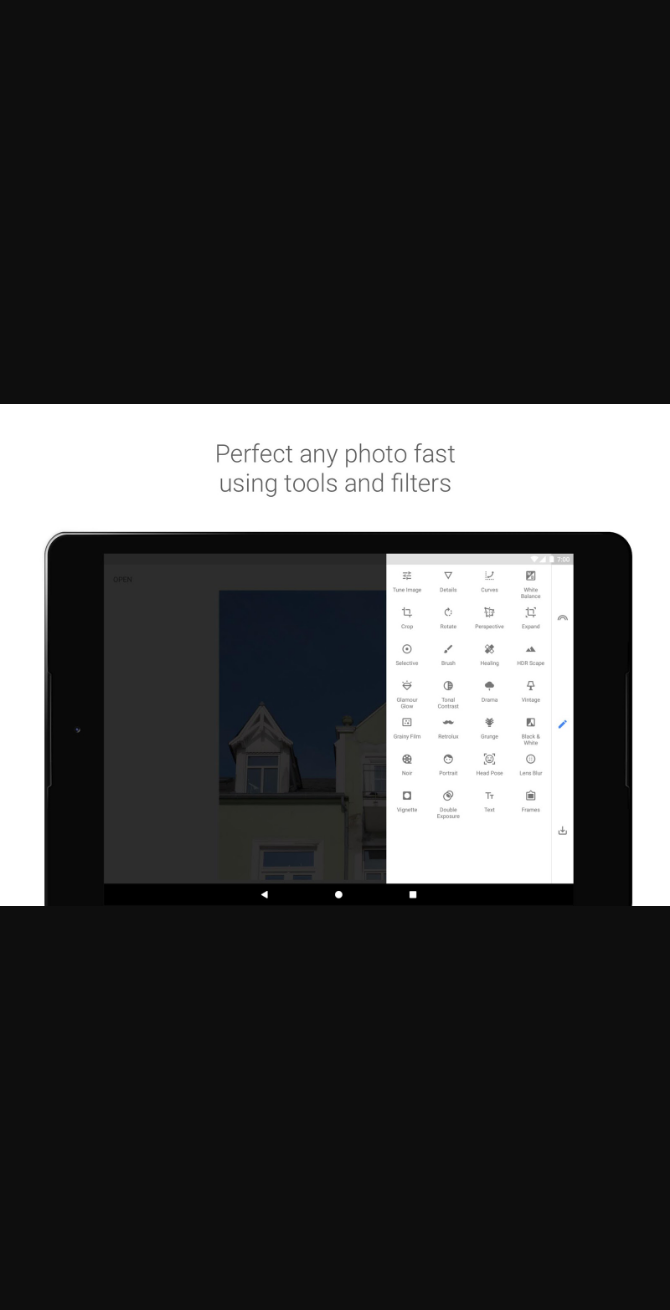 Perfect any photo fast
using tools and filters
7:00
OPEN
Tune Image Details Curves White
Balance
Crop Rotate Perspective Expand
Selective Brush Healing HDR Scape
Glamour Tonal Drama Vintage
Glow Contrast
Grainy Film Retrolux Grunge Black &
White
Noir Portrait Head Pose Lens Blur
Vignette Double Text Frames
Exposure